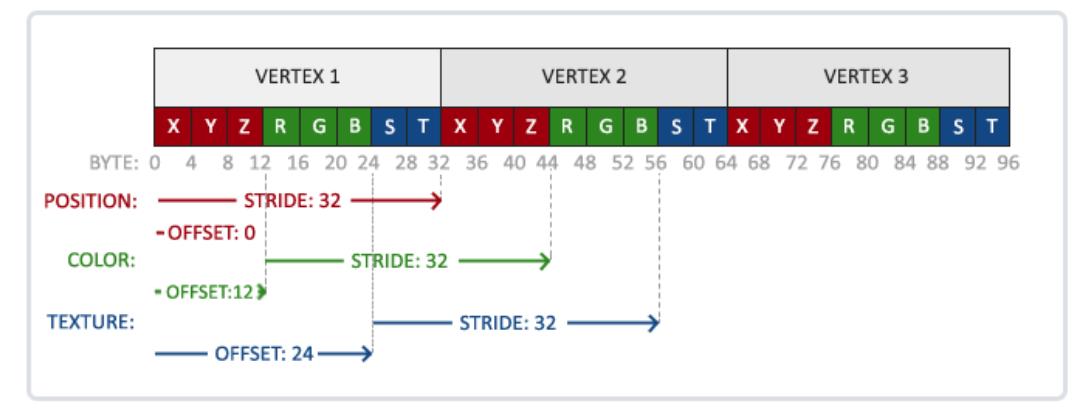 VERTEX 1 VERTEX 2 VERTEX 3
X Y Z R G B S T X Y Z R G B S T X Y Z R G B S T
BYTE: 0 4 8 12 16 20 24 28 32 36 40 44 48 52 56 60 64 68 72 76 80 84 88 92 96
POSITION: STRIDE: 32
OFFSET: 0
COLOR: STRIDE: 32
OFFSET:12
TEXTURE: STRIDE: 32
OFFSET: 24